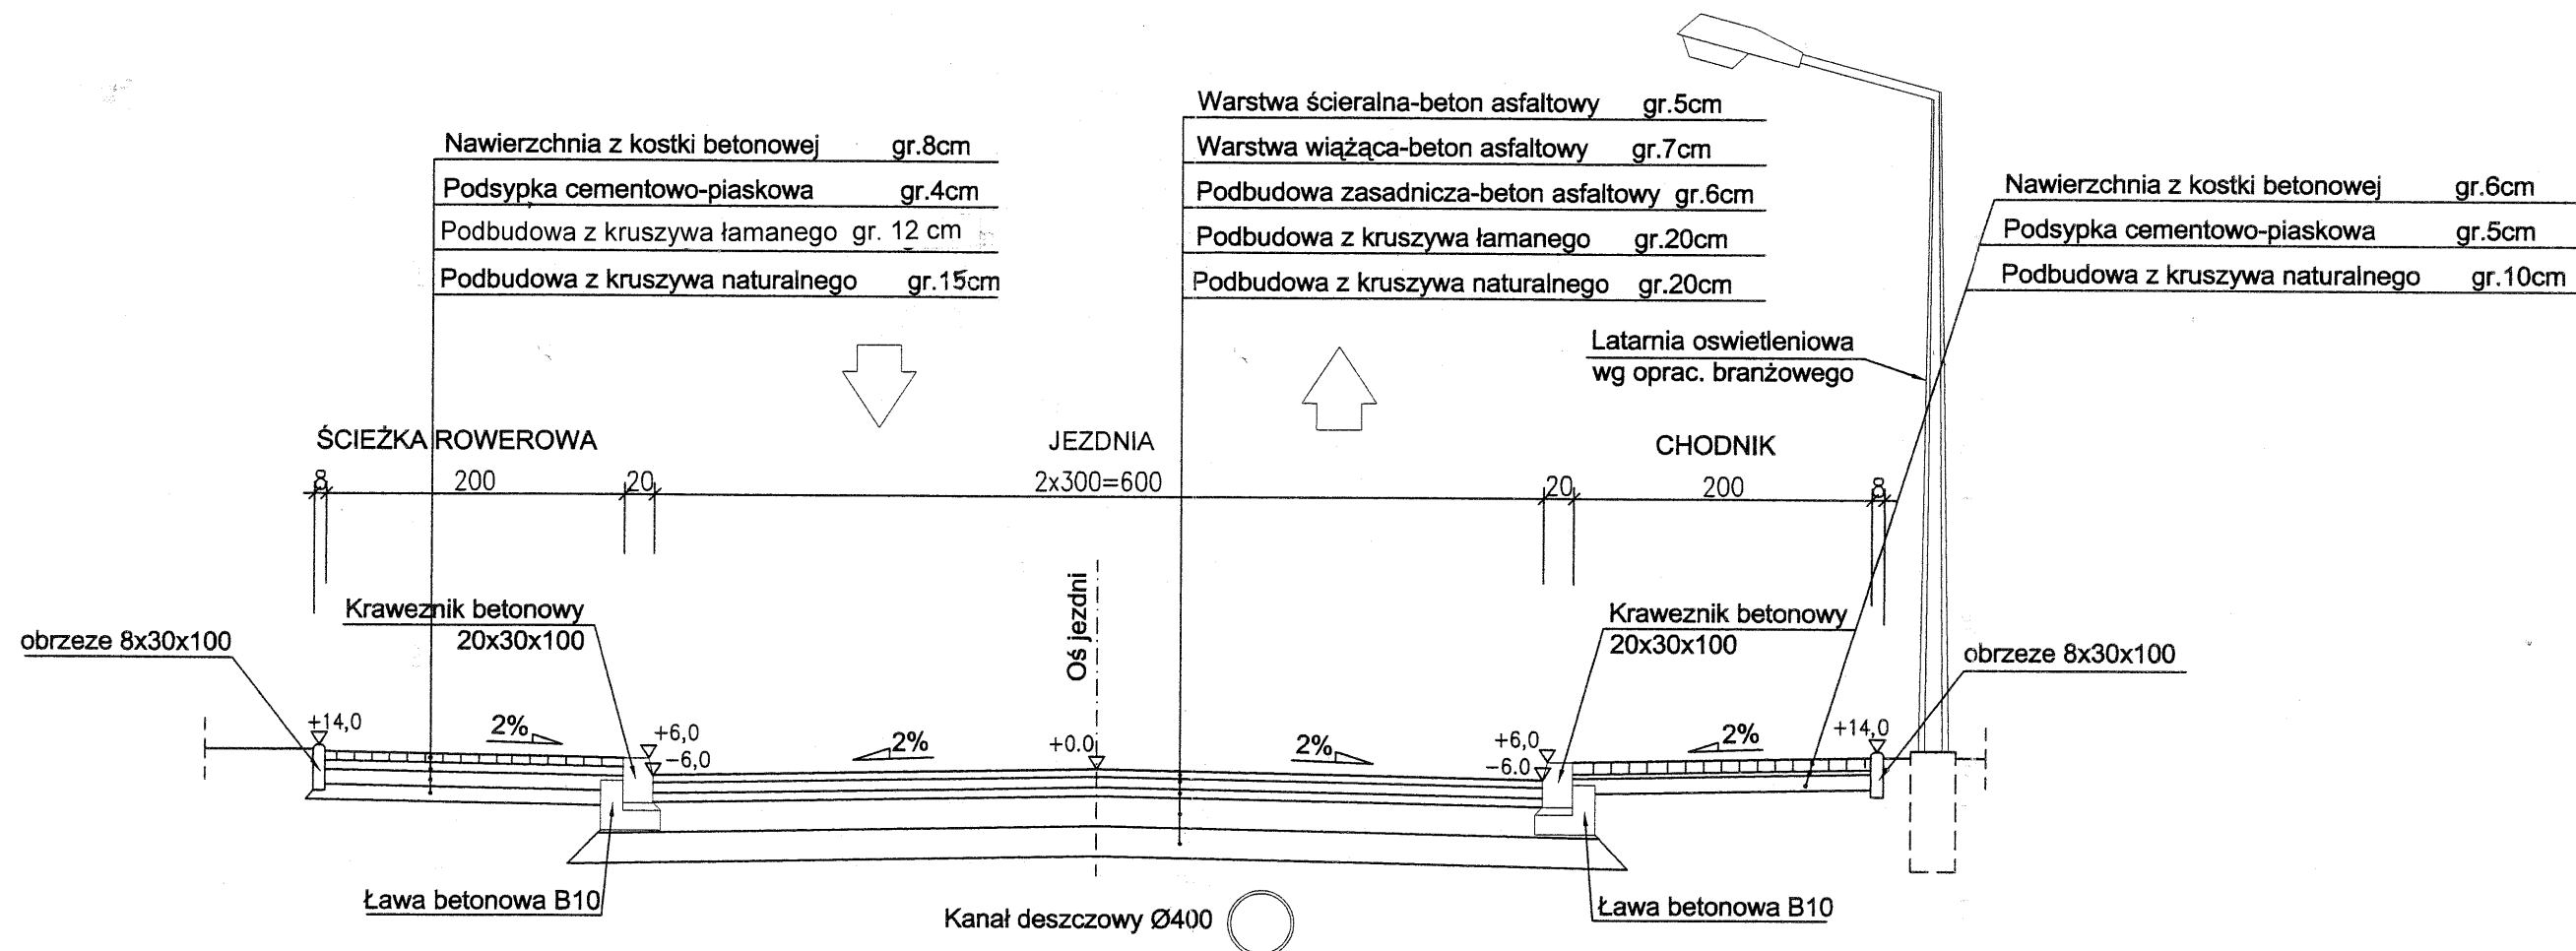 Nawierzchnia z kostki betonowej gr.8cm
Podsypka cementowo-piaskowa gr.4cm
Podbudowa z kruszywa łamanego gr. 12 cm
Podbudowa z kruszywa naturalnego gr.15cm
Warstwa ścieralna-beton asfaltowy gr.5cm
Warstwa wiążąca-beton asfaltowy gr.7cm
Podbudowa zasadnicza-beton asfaltowy gr.6cm
Podbudowa z kruszywa łamanego gr.20cm
Podbudowa z kruszywa naturalnego gr.20cm
Nawierzchnia z kostki betonowej gr.6cm
Podsypka cementowo-piaskowa gr.5cm
Podbudowa z kruszywa naturalnego gr.10cm
Latarnia oswietleniowa
wg oprac. branżowego
ŚCIEŻKA ROWEROWA JEZDNIA CHODNIK
8 200 20 2x300=600 20 200 8
Oś jezdni
Kraweznik betonowy
20x30x100
Kraweznik betonowy
20x30x100
obrzeze 8x30x100
obrzeze 8x30x100
+14,0 2% +6,0 2% +0.0 2% +6,0 2% +14,0
-6,0 -6.0
Ława betonowa B10
Kanał deszczowy Ø400
Ława betonowa B10